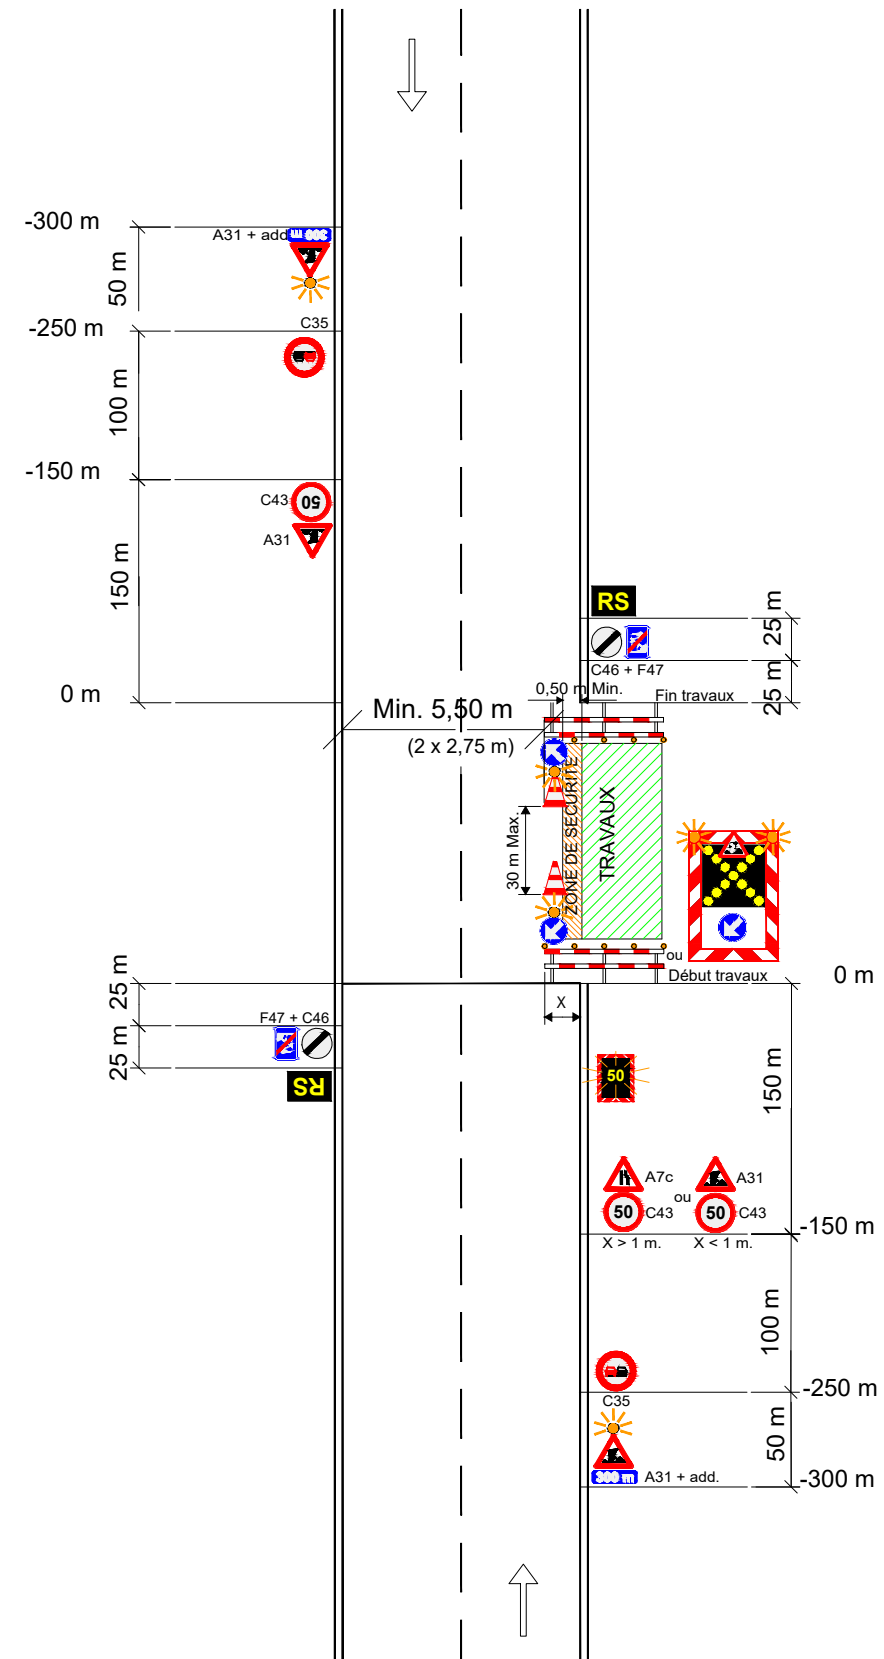 -300 m
A31 + add.
300 m
50 m
-250 m
C35
100 m
-150 m
C43
50
A31
150 m
0 m
RS
25 m
C46 + F47
25 m
0,50 m Min.
Fin travaux
Min. 5,50 m
(2 x 2,75 m)
ZONE DE SECURITE
TRAVAUX
30 m Max.
ou
Début travaux
0 m
X
25 m
F47 + C46
25 m
RS
50
150 m
A7c
A31
ou
50
C43
50
C43
-150 m
X > 1 m.
X < 1 m.
100 m
-250 m
C35
50 m
300 m
A31 + add.
-300 m